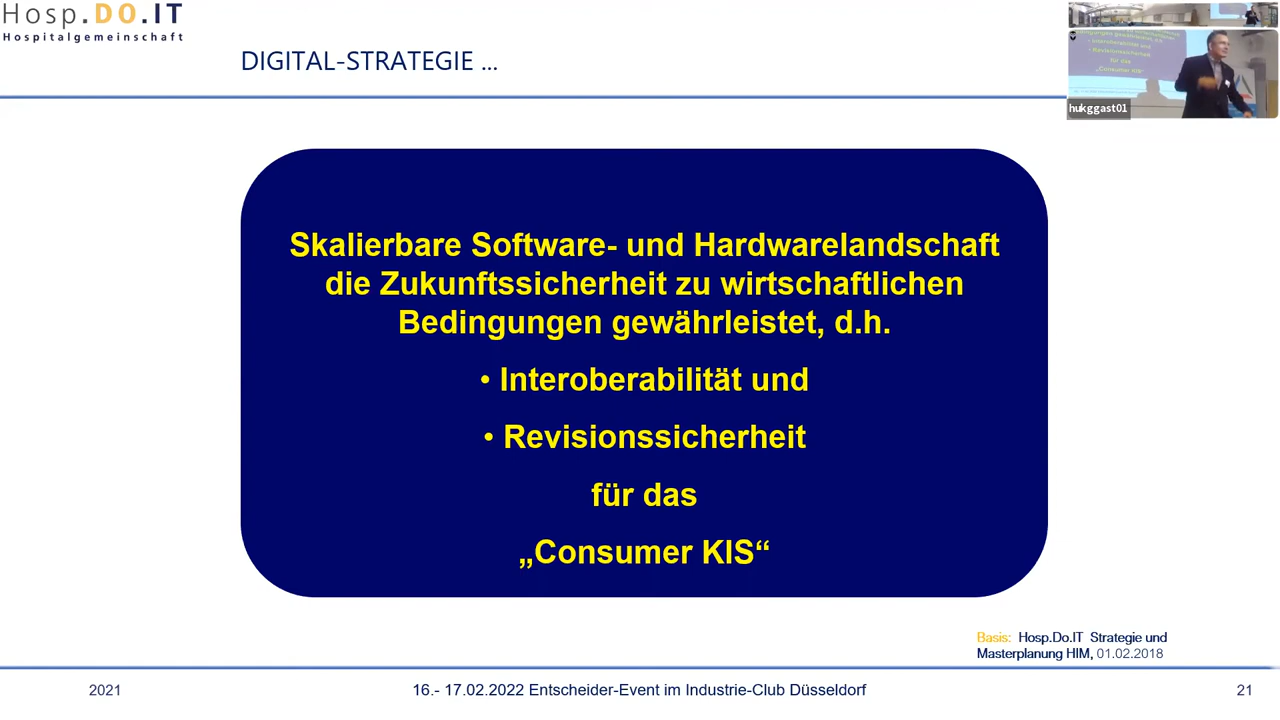 Hosp.DO.IT
Hospitalgemeinschaft
DIGITAL-STRATEGIE ...
hukggast01
Skalierbare Software- und Hardwarelandschaft
die Zukunftssicherheit zu wirtschaftlichen
Bedingungen gewährleistet, d.h.
• Interoberabilität und
• Revisionssicherheit
für das
„Consumer KIS“
Basis: Hosp.Do.IT Strategie und
Masterplanung HIM, 01.02.2018
2021
16.- 17.02.2022 Entscheider-Event im Industrie-Club Düsseldorf
21